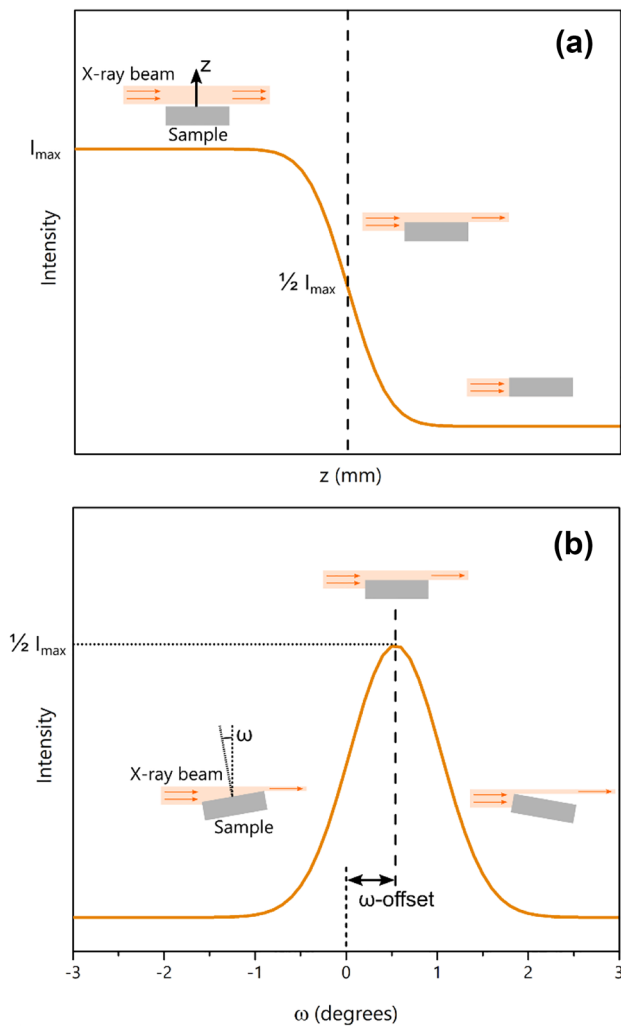 (a)
X-ray beam
z
Sample
Imax
Intensity
½ Imax
z (mm)
(b)
½ Imax
Intensity
ω
X-ray beam
Sample
ω-offset
-3 -2 -1 0 1 2 3
ω (degrees)